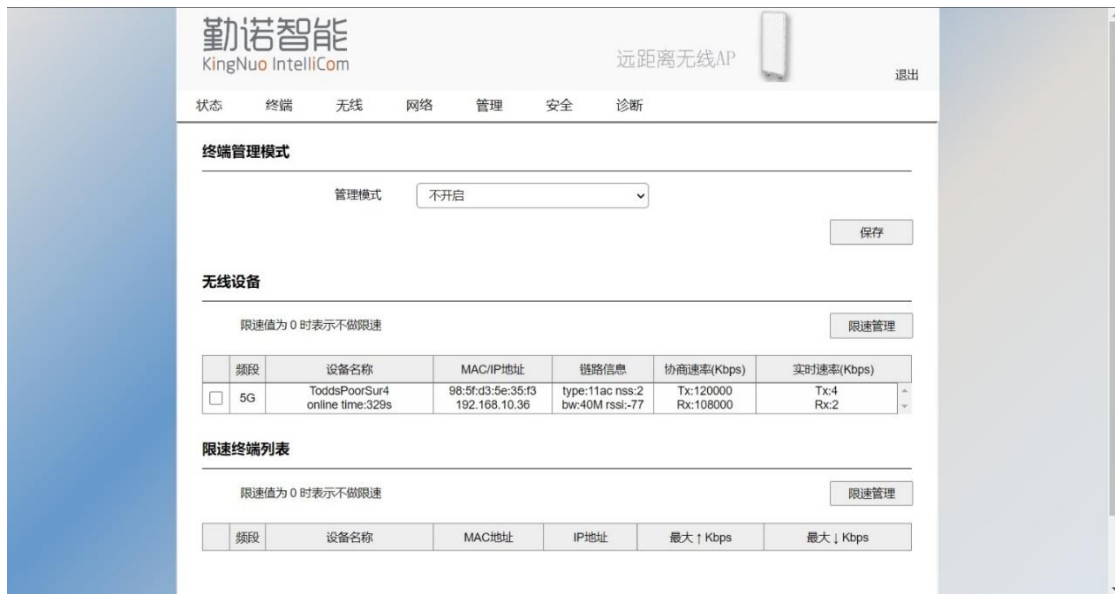 勤诺智能
KingNuo IntelliCom
远距离无线AP
退出
状态 终端 无线 网络 管理 安全 诊断
终端管理模式
管理模式 不开启
保存
无线设备
限速值为 0 时表示不做限速 限速管理
频段 设备名称 MAC/IP地址 链路信息 协商速率(Kbps) 实时速率(Kbps)
5G ToddsPoorSur4 98:5f:d3:5e:35:f3 type:11ac nss:2 Tx:120000 Tx:4
online time:329s 192.168.10.36 bw:40M rssi:-77 Rx:108000 Rx:2
限速终端列表
限速值为 0 时表示不做限速 限速管理
频段 设备名称 MAC地址 IP地址 最大↑Kbps 最大↓Kbps